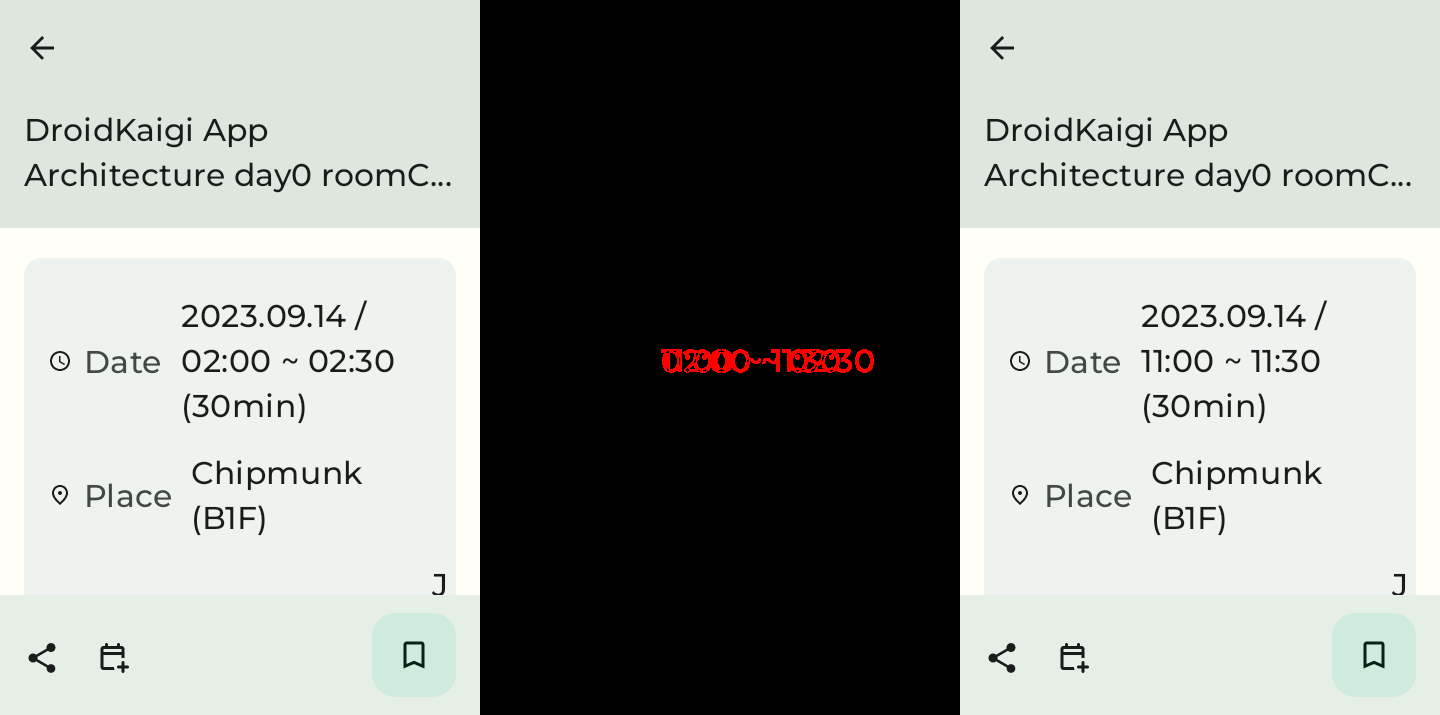 DroidKaigi App
Architecture day0 roomC...
Date
2023.09.14 /
02:00 ~ 02:30
(30min)
Place
Chipmunk
(B1F)
J
DroidKaigi App
Architecture day0 roomC...
Date
2023.09.14 /
11:00 ~ 11:30
(30min)
Place
Chipmunk
(B1F)
J